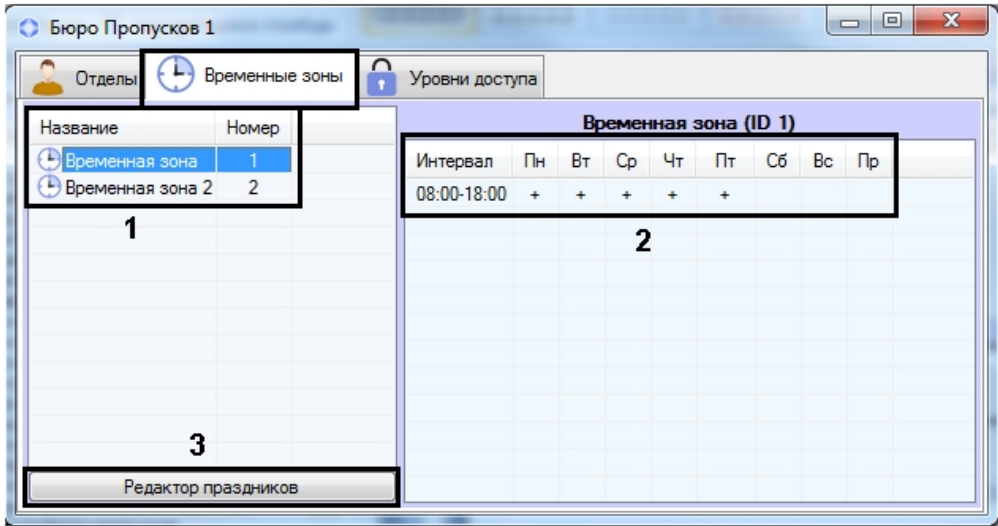 Бюро Пропусков 1
Отделы Временные зоны Уровни доступа
Название Номер
Временная зона 1
Временная зона 2 2
1
3
Редактор праздников
Временная зона (ID 1)
Интервал Пн Вт Ср Чт Пт Сб Вс Пр
08:00-18:00 + + + + +
2